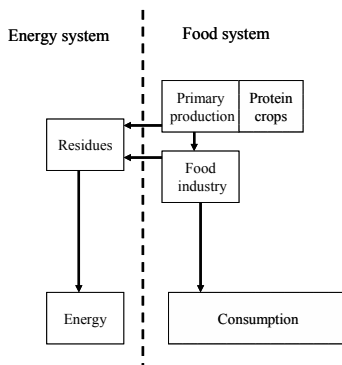 Energy system
Food system
Primary
production
Protein
crops
Residues
Food
industry
Energy
Consumption